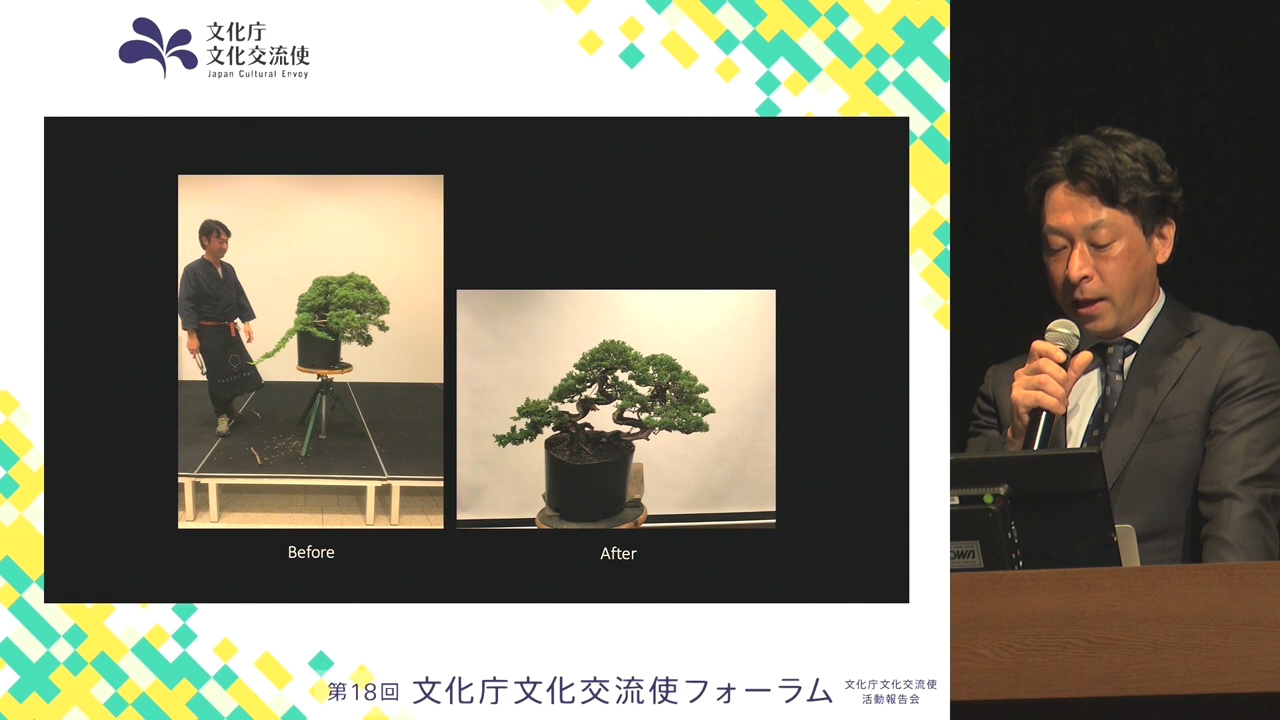 文化庁
文化交流使
Japan Cultural Envoy
Before
After
第18回 文化庁文化交流使フォーラム
文化庁文化交流使
活動報告会